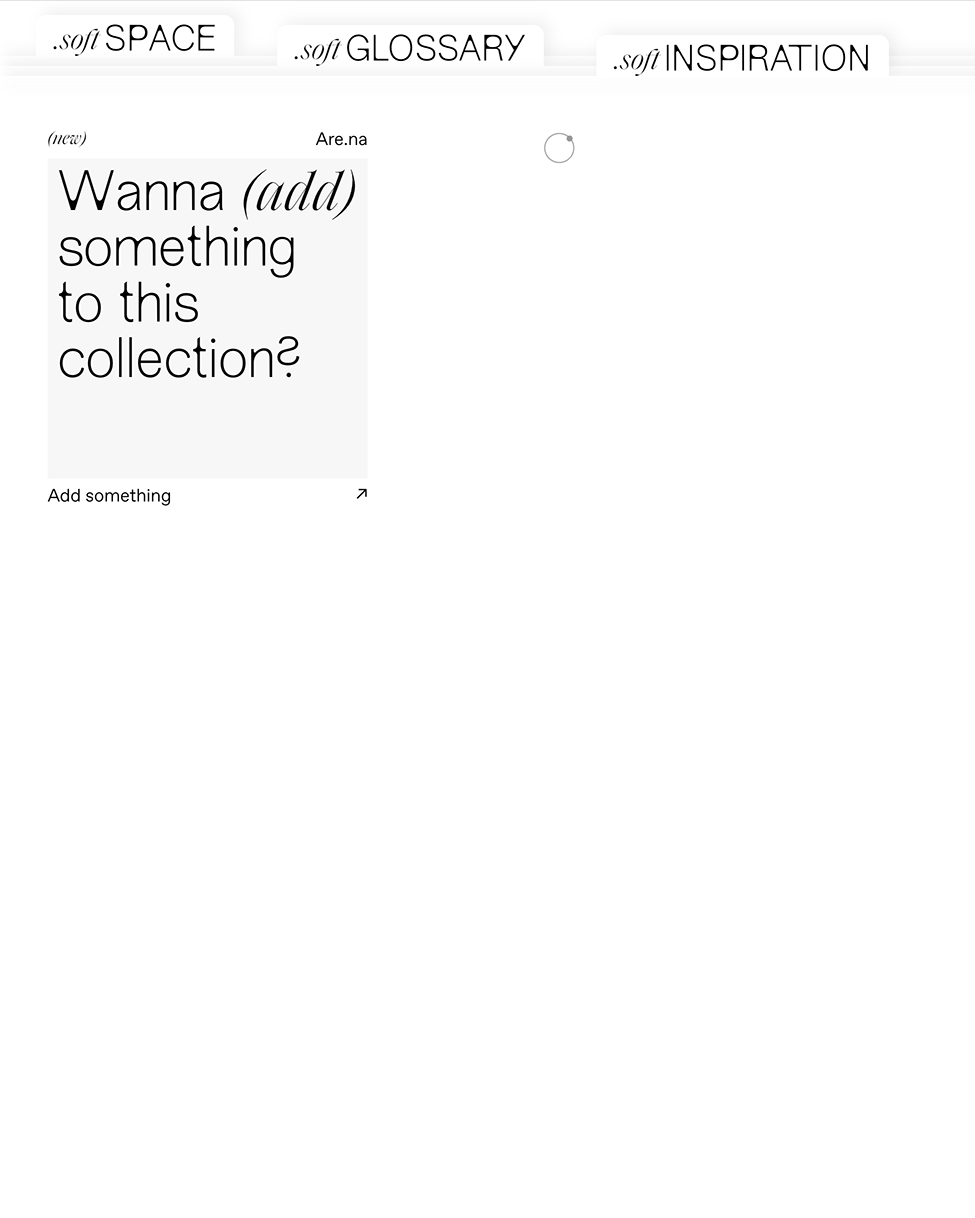 .soft SPACE
.soft GLOSSARY
.soft INSPIRATION
(new)
Are.na
Wanna (add)
something
to this
collection?
Add something ↗